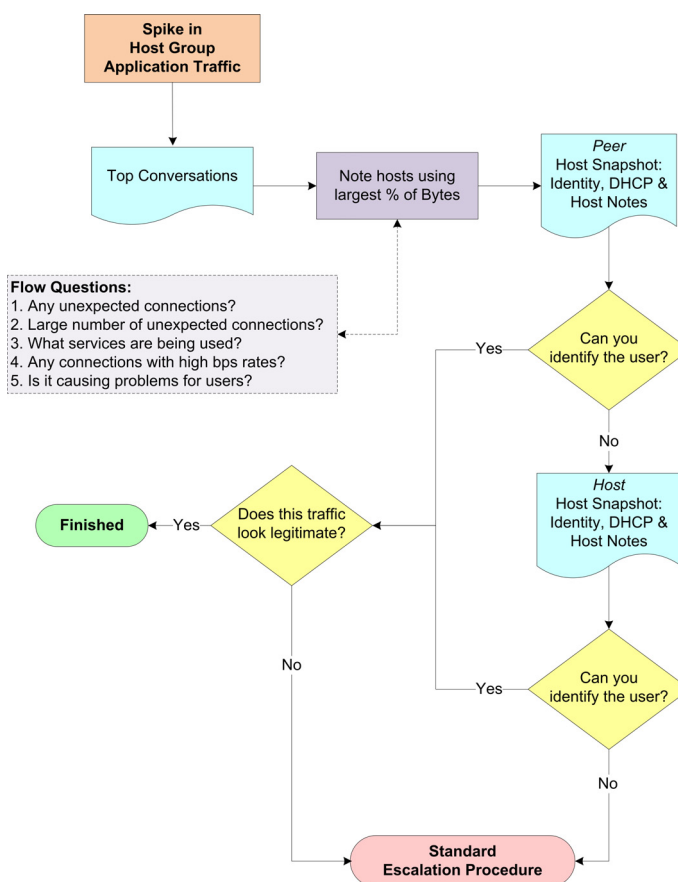 Spike in
Host Group
Application Traffic
Top Conversations
Note hosts using
largest % of Bytes
Peer
Host Snapshot:
Identity, DHCP &
Host Notes
Flow Questions:
1. Any unexpected connections?
2. Large number of unexpected connections?
3. What services are being used?
4. Any connections with high bps rates?
5. Is it causing problems for users?
Can you
identify the user?
Yes
No
Host
Host Snapshot:
Identity, DHCP &
Host Notes
Does this traffic
look legitimate?
Yes
Finished
No
Can you
identify the user?
Yes
No
Standard
Escalation Procedure